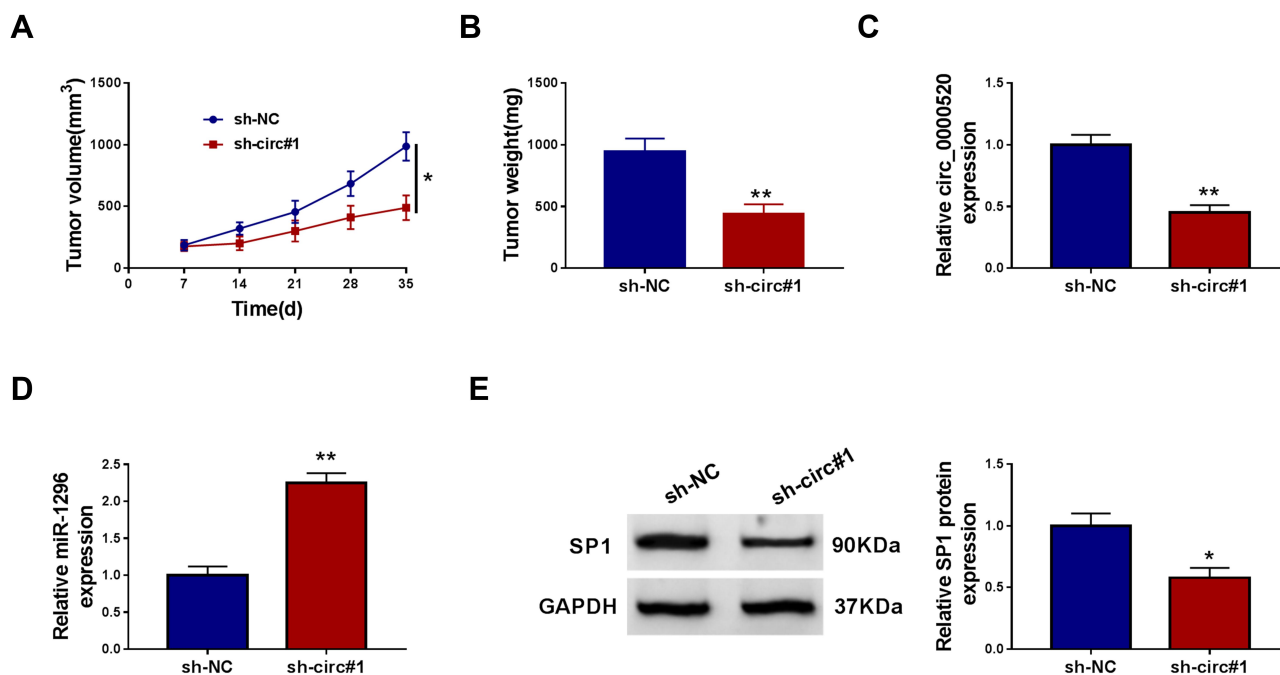 A
Tumor volume(mm³)
1500
1000
500
0
sh-NC
sh-circ#1
*
0 7 14 21 28 35
Time(d)
B
Tumor weight(mg)
1500
1000
500
0
**
sh-NC sh-circ#1
C
Relative circ_0000520
expression
1.5
1.0
0.5
0.0
**
sh-NC sh-circ#1
D
Relative miR-1296
expression
2.5
2.0
1.5
1.0
0.5
0.0
**
sh-NC sh-circ#1
E
sh-NC sh-circ#1
SP1 90KDa
GAPDH 37KDa
Relative SP1 protein
expression
1.5
1.0
0.5
0.0
*
sh-NC sh-circ#1